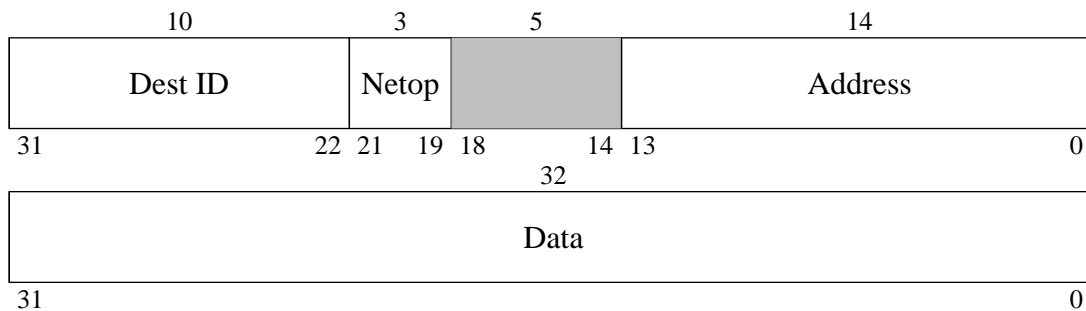 10 3 5 14
Dest ID Netop Address
31 22 21 19 18 14 13 0
32
Data
31 0